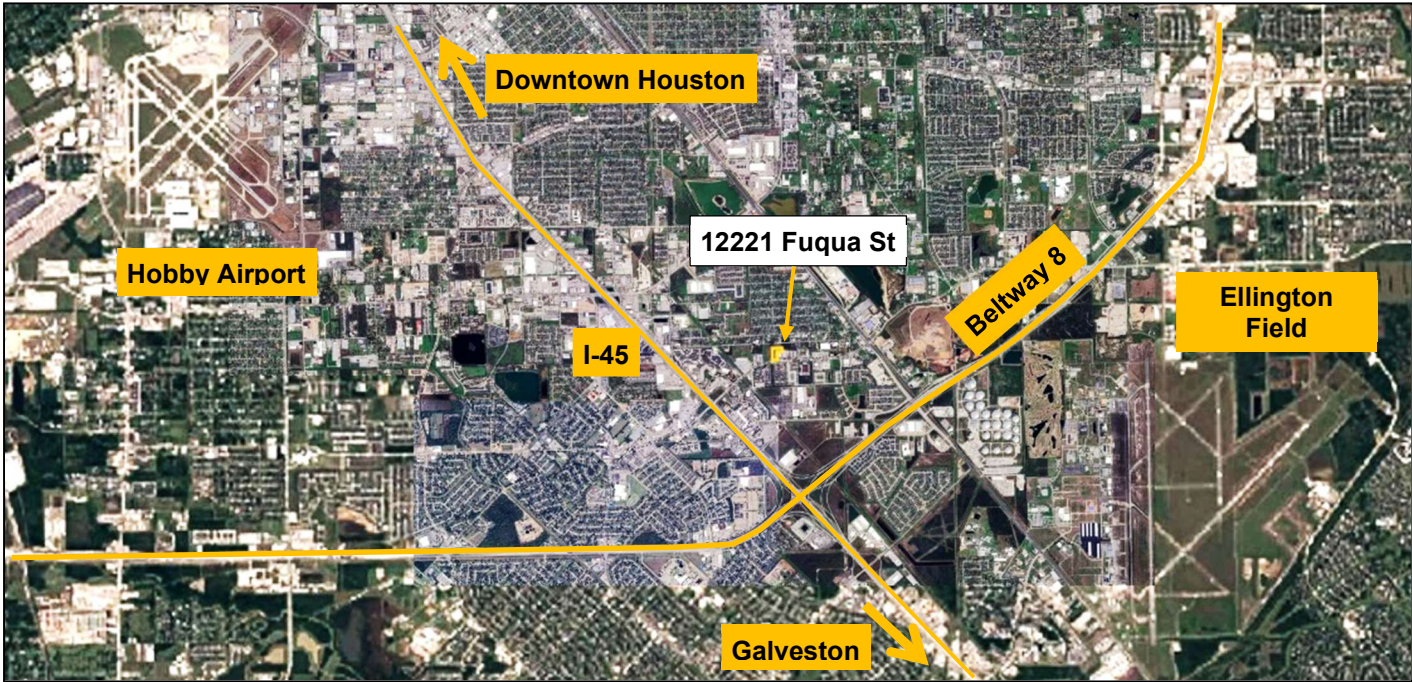 Downtown Houston
12221 Fuqua St
Hobby Airport
Beltway 8
Ellington
Field
I-45
Galveston